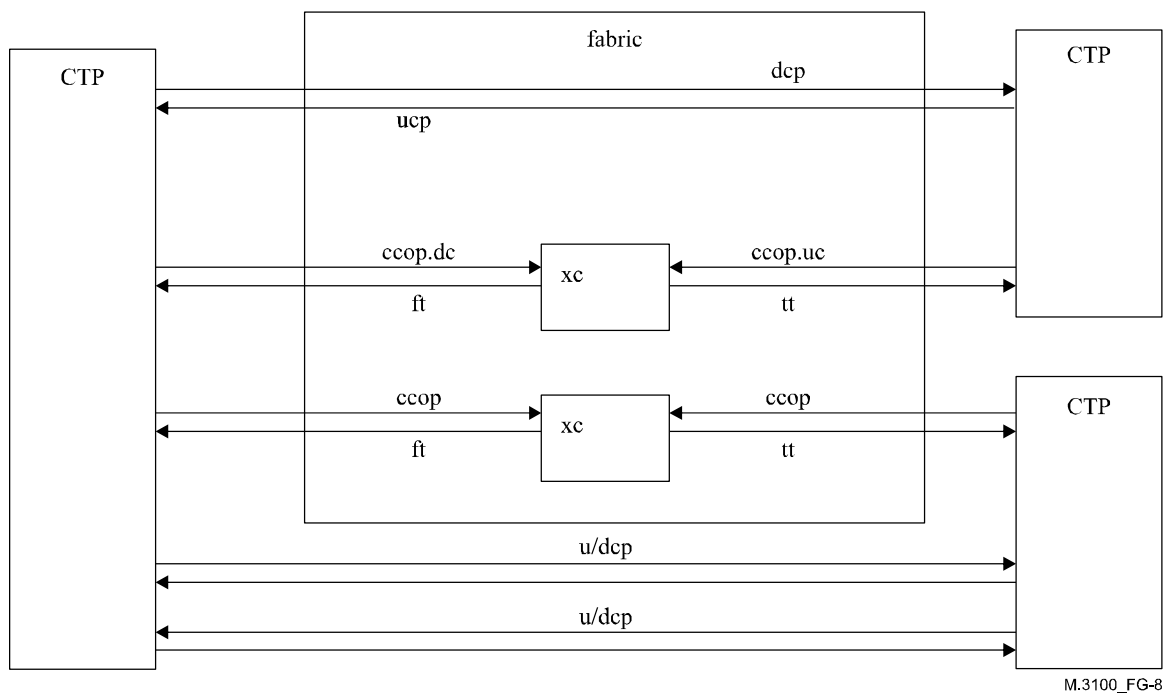 fabric
CTP
CTP
dcp
ucp
ccop.dc
ccop.uc
xc
ft
tt
ccop
ccop
CTP
xc
ft
tt
u/dcp
u/dcp
M.3100_FG-8